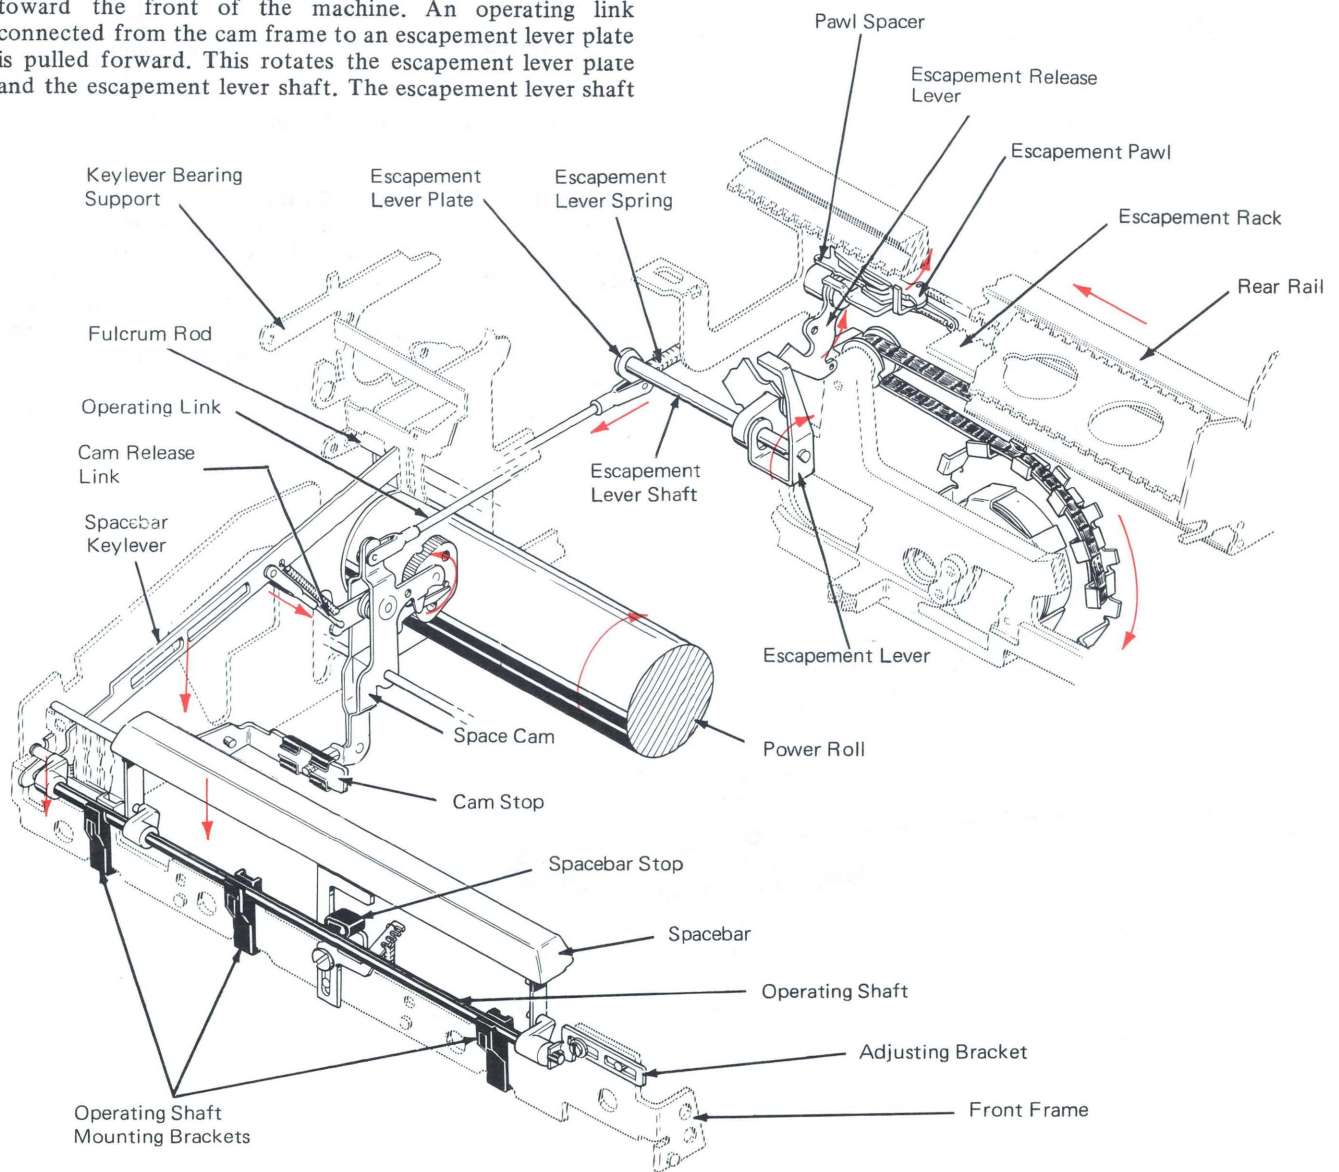 toward the front of the machine. An operating link
connected from the cam frame to an escapement lever plate
is pulled forward. This rotates the escapement lever plate
and the escapement lever shaft. The escapement lever shaft
Pawl Spacer
Escapement Release
Lever
Escapement Pawl
Keylever Bearing
Support
Escapement
Lever Plate
Escapement
Lever Spring
Escapement Rack
Rear Rail
Fulcrum Rod
Operating Link
Cam Release
Link
Escapement
Lever Shaft
Spacebar
Keylever
Escapement Lever
Space Cam
Power Roll
Cam Stop
Spacebar Stop
Spacebar
Operating Shaft
Adjusting Bracket
Operating Shaft
Mounting Brackets
Front Frame